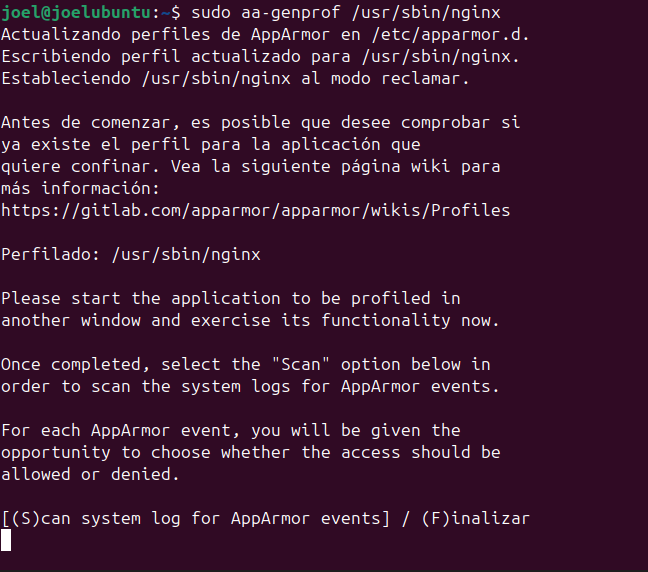 joel@joelubuntu:~$ sudo aa-genprof /usr/sbin/nginx
Actualizando perfiles de AppArmor en /etc/apparmor.d.
Escribiendo perfil actualizado para /usr/sbin/nginx.
Estableciendo /usr/sbin/nginx al modo reclamar.
Antes de comenzar, es posible que desee comprobar si
ya existe el perfil para la aplicación que
quiere confinar. Vea la siguiente página wiki para
más información:
https://gitlab.com/apparmor/apparmor/wikis/Profiles
Perfilado: /usr/sbin/nginx
Please start the application to be profiled in
another window and exercise its functionality now.
Once completed, select the "Scan" option below in
order to scan the system logs for AppArmor events.
For each AppArmor event, you will be given the
opportunity to choose whether the access should be
allowed or denied.
[(S)can system log for AppArmor events] / (F)inalizar